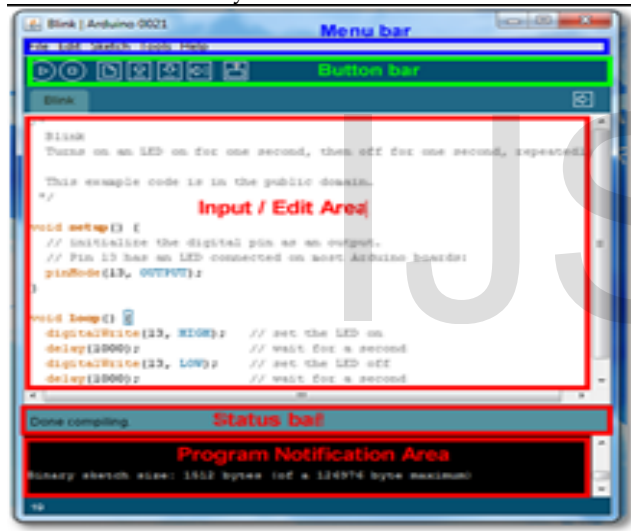 Blink | Arduino 0021
Menu bar
File Edit Sketch Tools Help
Button bar
Blink
Blink
Turns on an LED on for one second, then off for one second, repeatedl
This example code is in the public domain.
*/
Input / Edit Area
void setup() {
// initialize the digital pin as an output.
// Pin 13 has an LED connected on most Arduino boards:
pinMode(13, OUTPUT);
}
void loop() {
digitalWrite(13, HIGH); // set the LED on
delay(1000); // wait for a second
digitalWrite(13, LOW); // set the LED off
delay(1000); // wait for a second
Done compiling.
Status bar
Program Notification Area
Binary sketch size: 1512 bytes (of a 126976 byte maximum)
IJS